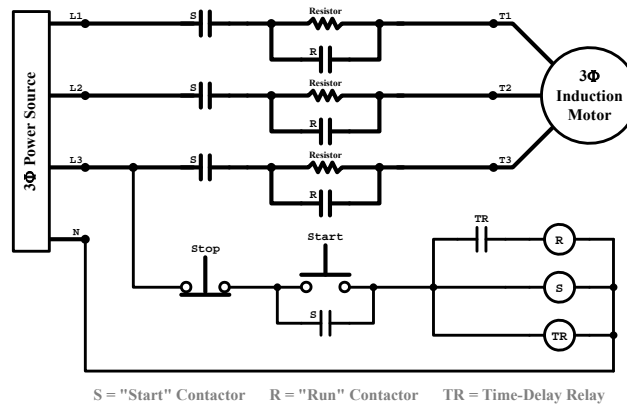 L1
S
Resistor
T1
R
3Φ Power Source
L2
S
Resistor
T2
3Φ
Induction
Motor
R
L3
S
Resistor
T3
R
N
Stop
Start
TR
R
S
S
TR
S = "Start" Contactor R = "Run" Contactor TR = Time-Delay Relay